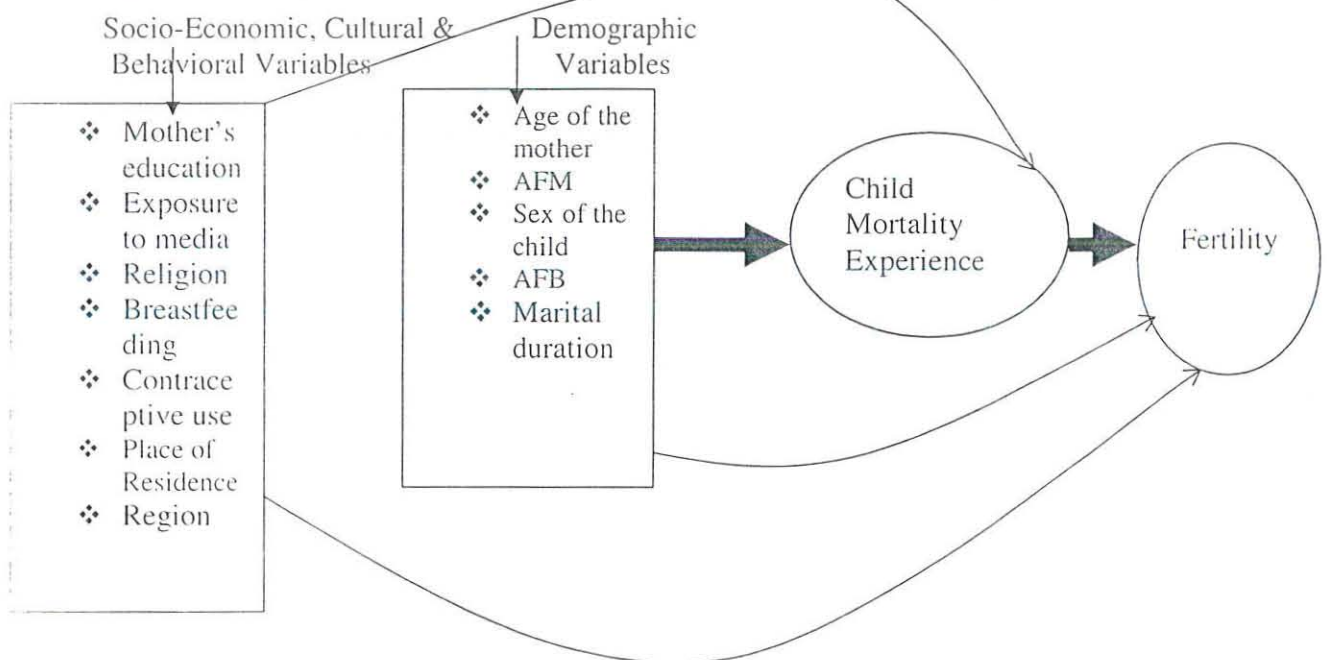 Socio-Economic, Cultural &
Behavioral Variables
Demographic
Variables
❖ Mother's
education
❖ Exposure
to media
❖ Religion
❖ Breastfee
ding
❖ Contrace
ptive use
❖ Place of
Residence
❖ Region
❖ Age of the
mother
❖ AFM
❖ Sex of the
child
❖ AFB
❖ Marital
duration
Child
Mortality
Experience
Fertility